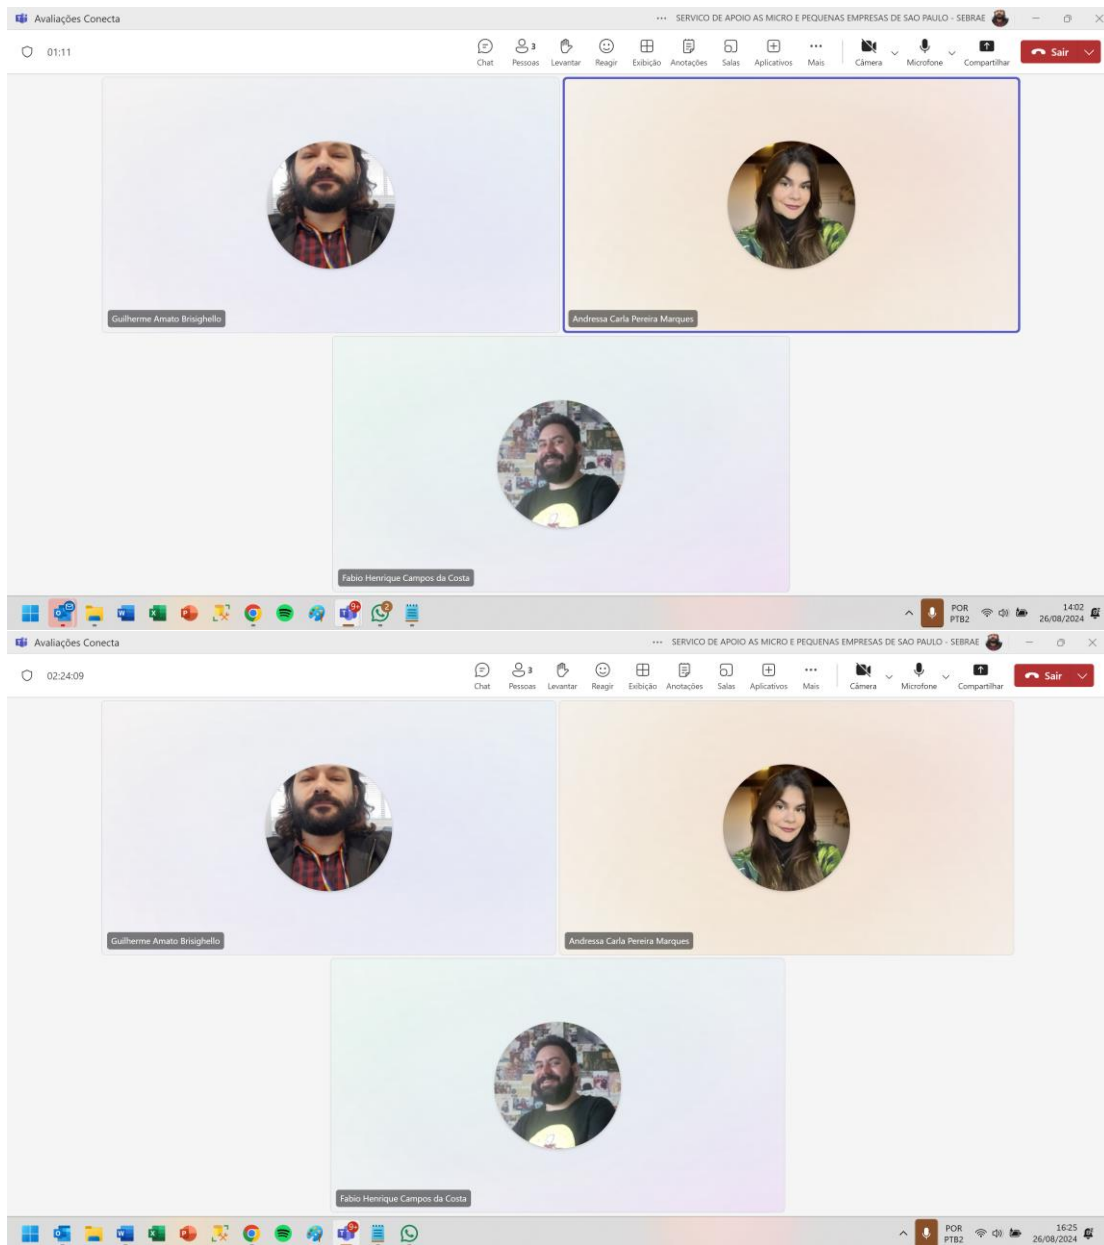 Avaliações Conecta
••• SERVICO DE APOIO AS MICRO E PEQUENAS EMPRESAS DE SAO PAULO - SEBRAE
01:11
Chat Pessoas 3 Levantar Reagir Exibição Anotações Salas Aplicativos Mais Câmera Microfone Compartilhar Sair
Guilherme Amato Brisighello
Andressa Carla Pereira Marques
Fabio Henrique Campos da Costa
9+ 2
POR 14:02
PTB2 26/08/2024
Avaliações Conecta
••• SERVICO DE APOIO AS MICRO E PEQUENAS EMPRESAS DE SAO PAULO - SEBRAE
02:24:09
Chat Pessoas 3 Levantar Reagir Exibição Anotações Salas Aplicativos Mais Câmera Microfone Compartilhar Sair
Guilherme Amato Brisighello
Andressa Carla Pereira Marques
Fabio Henrique Campos da Costa
9+
POR 16:25
PTB2 26/08/2024